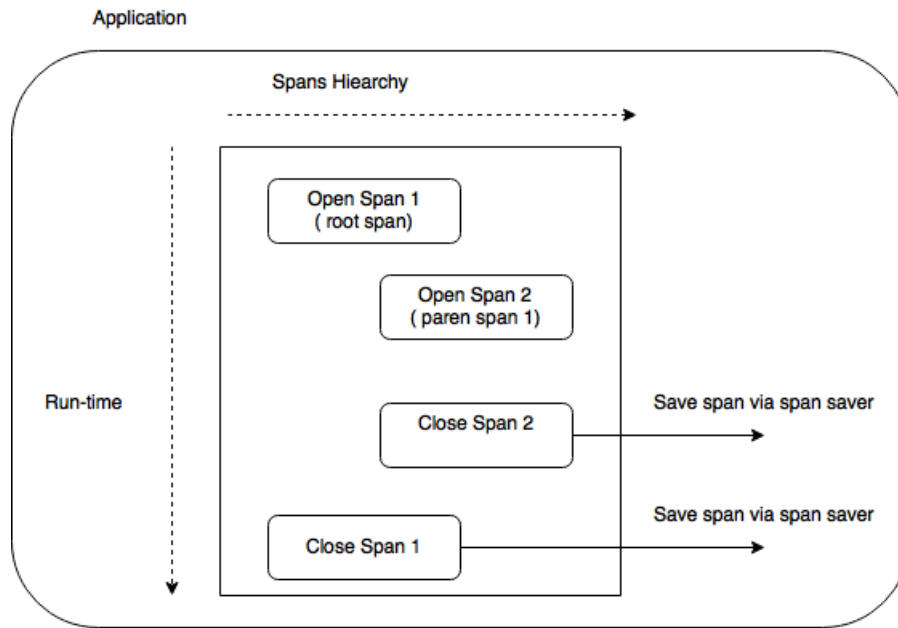 Application
Spans Hiearchy
Open Span 1
( root span)
Open Span 2
( paren span 1)
Run-time
Close Span 2
Save span via span saver
Close Span 1
Save span via span saver